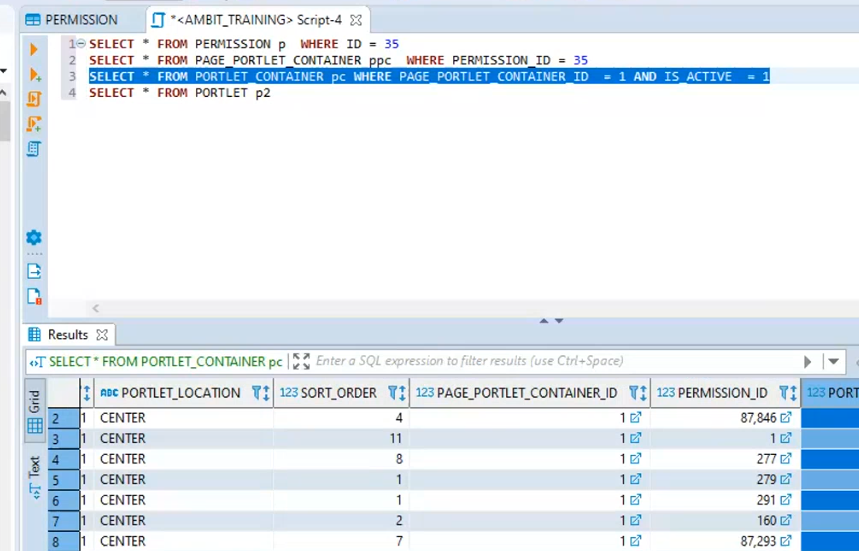 PERMISSION
*<AMBIT_TRAINING> Script-4
1 SELECT * FROM PERMISSION p  WHERE ID = 35
2 SELECT * FROM PAGE_PORTLET_CONTAINER ppc  WHERE PERMISSION_ID = 35
3 SELECT * FROM PORTLET_CONTAINER pc WHERE PAGE_PORTLET_CONTAINER_ID  = 1 AND IS_ACTIVE  = 1
4 SELECT * FROM PORTLET p2
Results
SELECT * FROM PORTLET_CONTAINER pc Enter a SQL expression to filter results (use Ctrl+Space)
Grid
Text
ABC PORTLET_LOCATION 123 SORT_ORDER 123 PAGE_PORTLET_CONTAINER_ID 123 PERMISSION_ID 123 PORT
2 1 CENTER 4 1 87,846
3 1 CENTER 11 1 1
4 1 CENTER 8 1 277
5 1 CENTER 1 1 279
6 1 CENTER 1 1 291
7 1 CENTER 2 1 160
8 1 CENTER 7 1 87,293